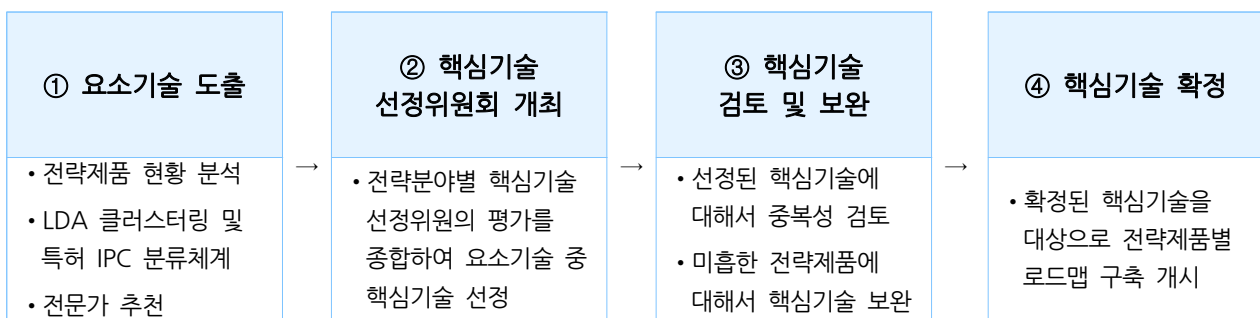 ① 요소기술 도출
• 전략제품 현황 분석
• LDA 클러스터링 및
특허 IPC 분류체계
• 전문가 추천
→
② 핵심기술
선정위원회 개최
• 전략분야별 핵심기술
선정위원의 평가를
종합하여 요소기술 중
핵심기술 선정
→
③ 핵심기술
검토 및 보완
• 선정된 핵심기술에
대해서 중복성 검토
• 미흡한 전략제품에
대해서 핵심기술 보완
→
④ 핵심기술 확정
• 확정된 핵심기술을
대상으로 전략제품별
로드맵 구축 개시